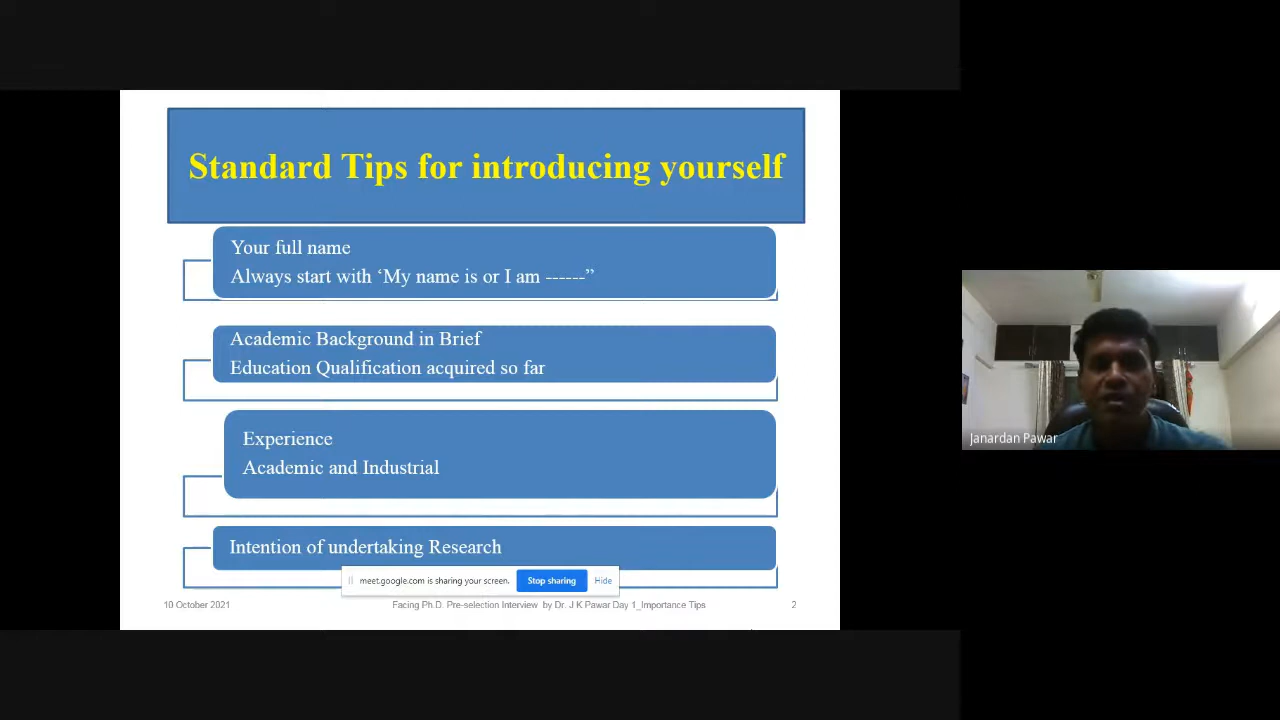 Standard Tips for introducing yourself
Your full name
Always start with ‘My name is or I am ------”
Academic Background in Brief
Education Qualification acquired so far
Experience
Academic and Industrial
Intention of undertaking Research
meet.google.com is sharing your screen.
Stop sharing
Hide
10 October 2021
Facing Ph.D. Pre-selection Interview by Dr. J K Pawar Day 1_Importance Tips
2
Janardan Pawar